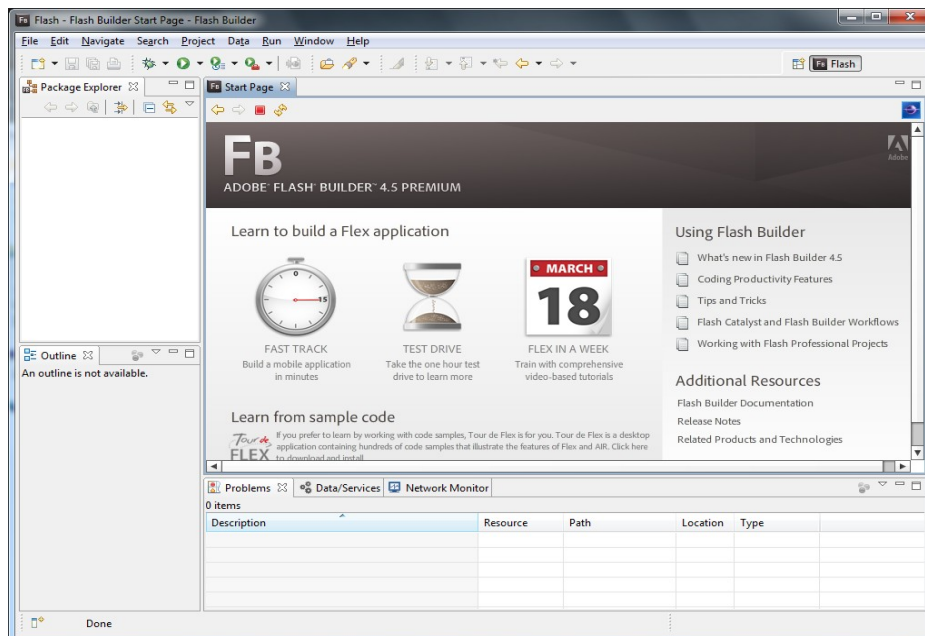 Flash - Flash Builder Start Page - Flash Builder
File Edit Navigate Search Project Data Run Window Help
Flash
Package Explorer
Start Page
FB
Adobe
ADOBE® FLASH® BUILDER™ 4.5 PREMIUM
Learn to build a Flex application
0
15
MARCH
18
FAST TRACK
Build a mobile application
in minutes
TEST DRIVE
Take the one hour test
drive to learn more
FLEX IN A WEEK
Train with comprehensive
video-based tutorials
Learn from sample code
Tour de
FLEX
If you prefer to learn by working with code samples, Tour de Flex is for you. Tour de Flex is a desktop
application containing hundreds of code samples that illustrate the features of Flex and AIR. Click here
to download and install
Using Flash Builder
What's new in Flash Builder 4.5
Coding Productivity Features
Tips and Tricks
Flash Catalyst and Flash Builder Workflows
Working with Flash Professional Projects
Additional Resources
Flash Builder Documentation
Release Notes
Related Products and Technologies
Outline
An outline is not available.
Problems Data/Services Network Monitor
0 items
Description Resource Path Location Type
Done